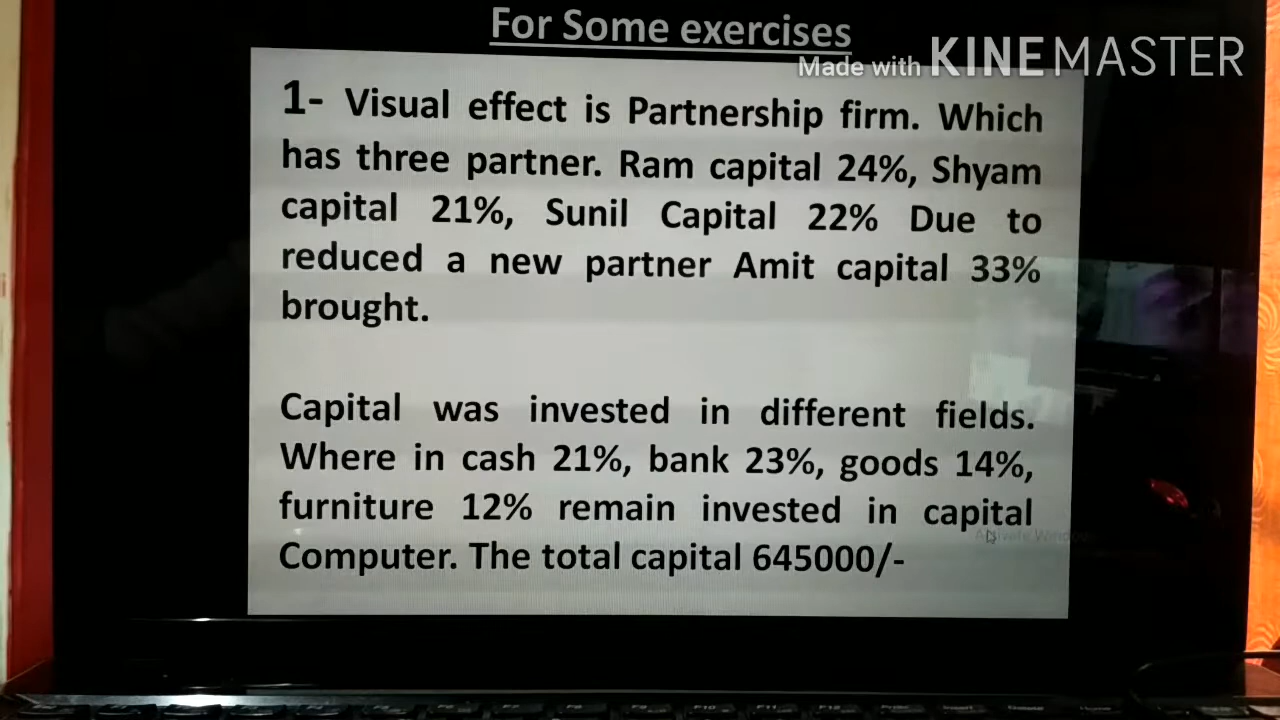 For Some exercises
Made with KINEMASTER
1- Visual effect is Partnership firm. Which
has three partner. Ram capital 24%, Shyam
capital 21%, Sunil Capital 22% Due to
reduced a new partner Amit capital 33%
brought.
Capital was invested in different fields.
Where in cash 21%, bank 23%, goods 14%,
furniture 12% remain invested in capital
Computer. The total capital 645000/-